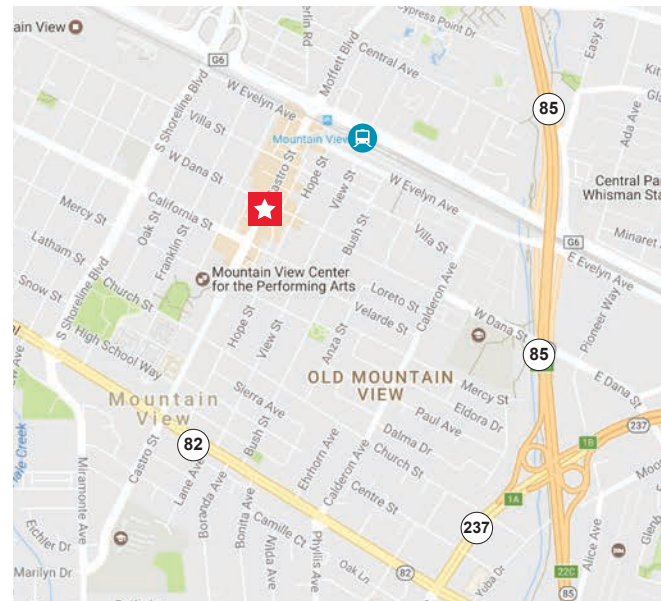 ain View
G6
Moffett Blvd
Cypress Point Dr
Central Ave
Easy St
Ada Ave
85
S Shoreline Blvd
W Evelyn Ave
Villa St
Mountain View
Castro St
Hope St
View St
Bush St
W Dana St
California St
Mercy St
Oak St
Franklin St
Latham St
Church St
Snow St
S Shoreline Blvd
High School Way
Mountain View Center
for the Performing Arts
W Evelyn Ave
Villa St
Calderon Ave
Central Pa
Whisman Sta
Minaret
G6
E Evelyn Ave
Pioneer Way
Loreto St
Velarde St
W Dana St
85
E Dana St
Hope St
View St
Anza St
OLD MOUNTAIN
VIEW
Mercy St
Eldora Dr
Paul Ave
Dalma Dr
Church St
Centre St
Sierra Ave
Bush St
Mountain
View
82
Castro St
Lane Ave
Boranda Ave
Bonita Ave
Nilda Ave
Camille Ct
Phyllis Ave
Ehrhorn Ave
Calderon Ave
Oak Ln
82
Miramonte Ave
Eichler Dr
Marilyn Dr
237
1B
1A
237
Yuba Dr
22C
85
Alice Ave